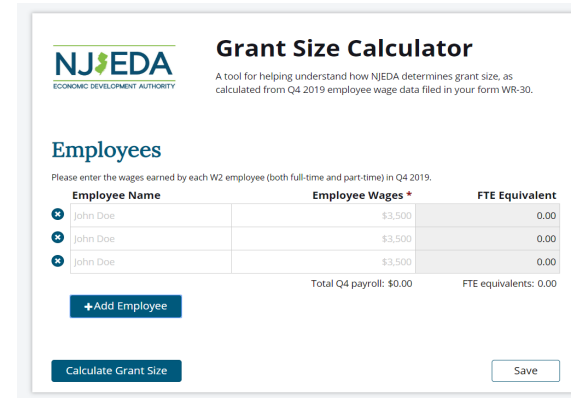 NJEDA
ECONOMIC DEVELOPMENT AUTHORITY
Grant Size Calculator
A tool for helping understand how NJEDA determines grant size, as
calculated from Q4 2019 employee wage data filed in your form WR-30.
Employees
Please enter the wages earned by each W2 employee (both full-time and part-time) in Q4 2019.
Employee Name Employee Wages * FTE Equivalent
John Doe $3,500 0.00
John Doe $3,500 0.00
John Doe $3,500 0.00
Total Q4 payroll: $0.00 FTE equivalents: 0.00
+Add Employee
Calculate Grant Size Save